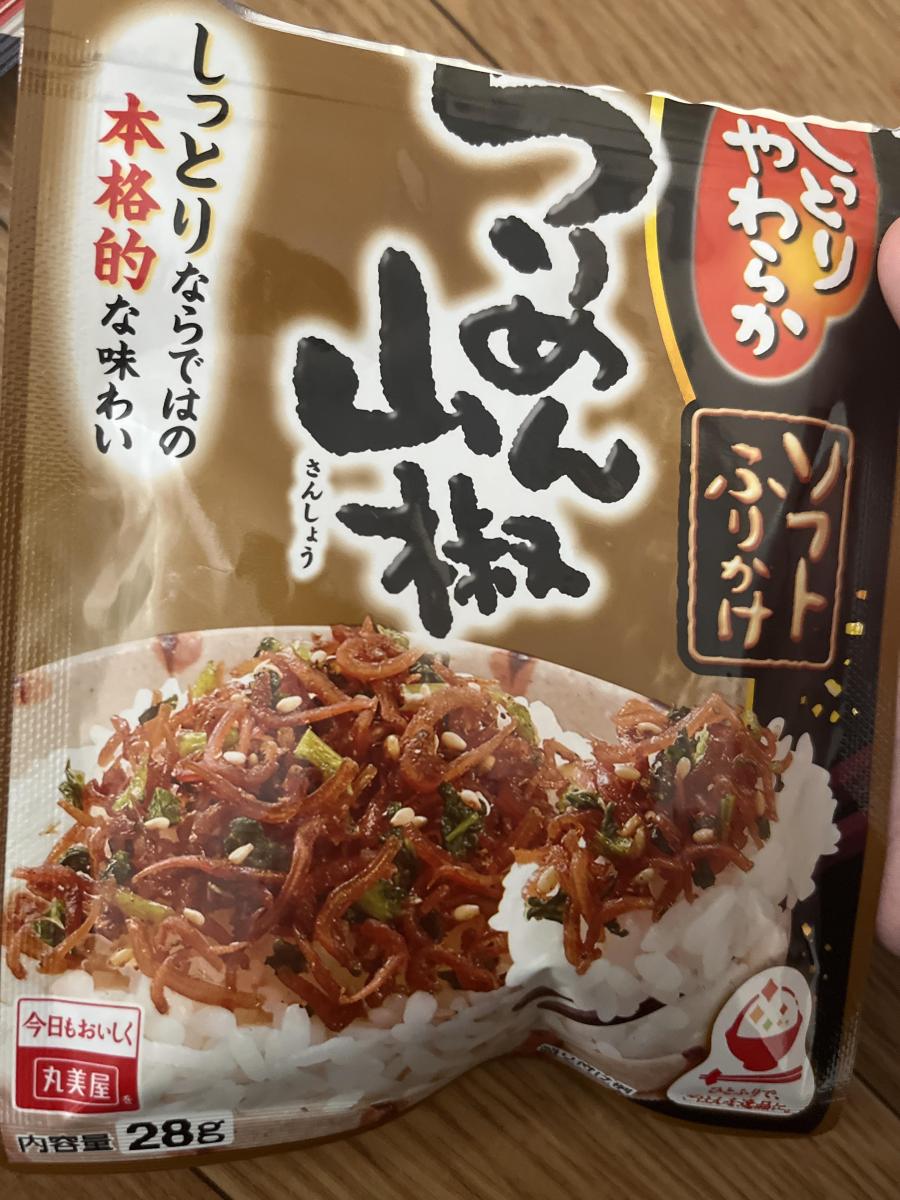 しっとり
やわらか
ソフト
ふりかけ
ちりめん
山椒
さんしょう
しっとりならではの
本格的な味わい
今日もおいしく
丸美屋
内容量 28g